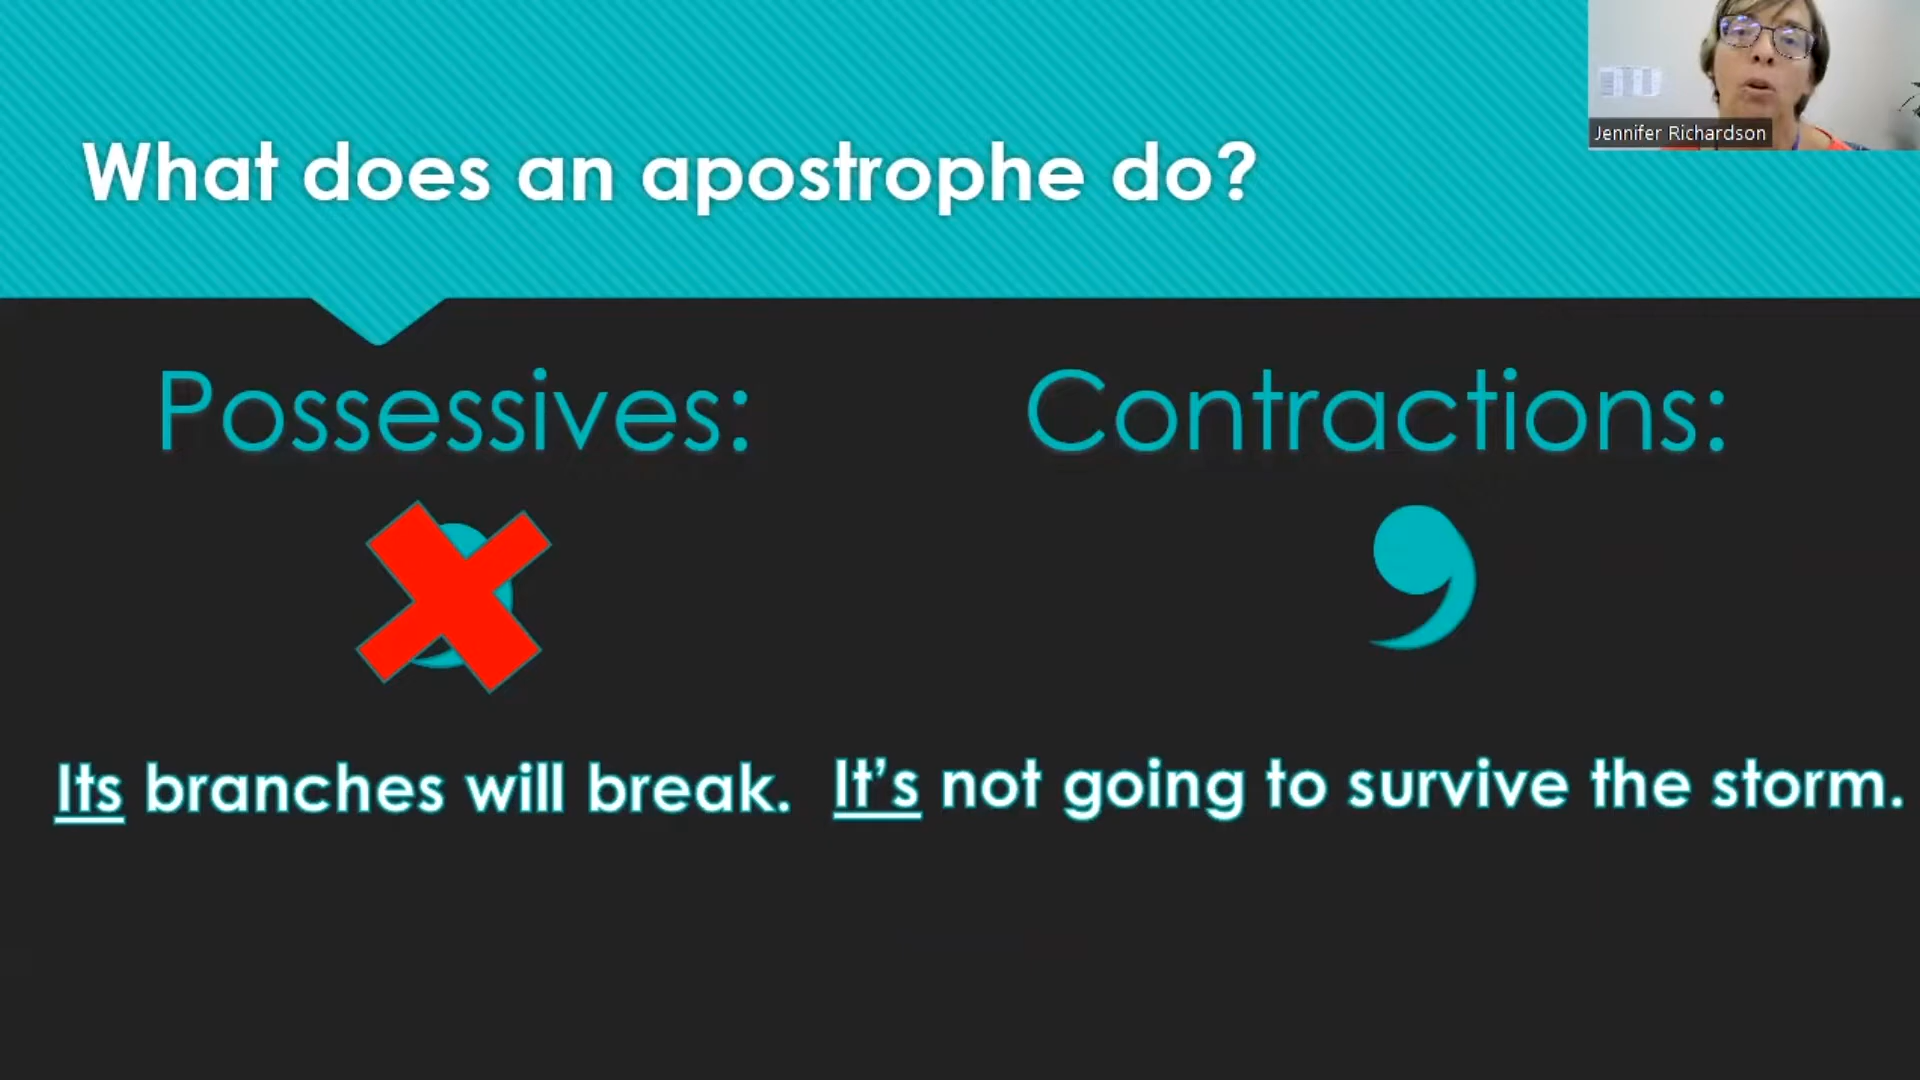 Jennifer Richardson
What does an apostrophe do?
Possessives:
Contractions:
,
Its branches will break.
It’s not going to survive the storm.